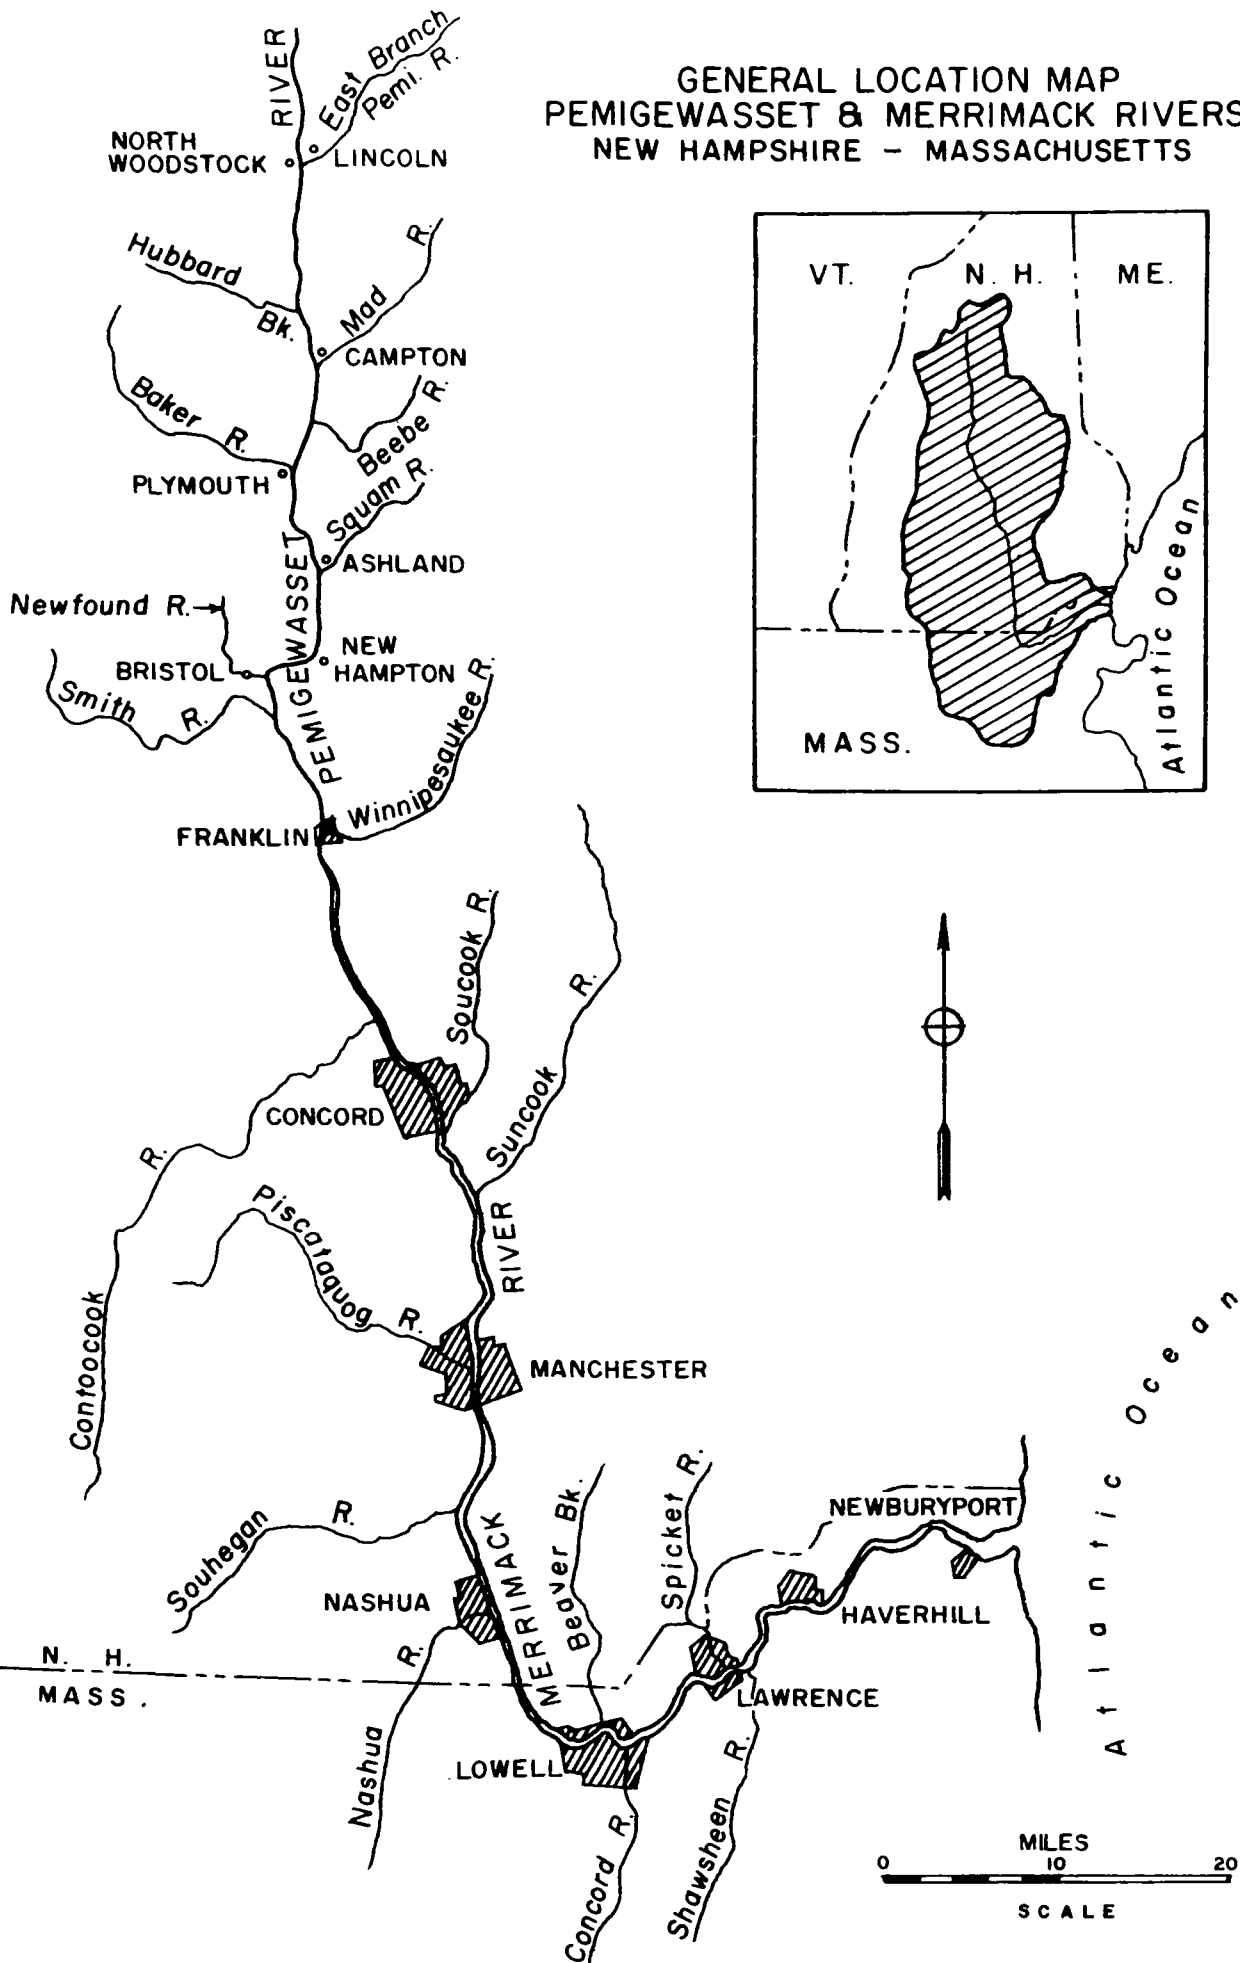 GENERAL LOCATION MAP
PEMIGEWASSET & MERRIMACK RIVERS
NEW HAMPSHIRE - MASSACHUSETTS
RIVER
East Branch
Pemi. R.
NORTH
WOODSTOCK
LINCOLN
Hubbard
Bk.
Mad R.
CAMPTON
Baker R.
Beebe R.
PLYMOUTH
Squam R.
ASHLAND
PEMIGEWASSET
Newfound R.
NEW
HAMPTON
BRISTOL
Smith R.
Winnipesaukee R.
FRANKLIN
VT.
N. H.
ME.
MASS.
Atlantic Ocean
Soucook R.
Suncook R.
CONCORD
Contoocook R.
Piscataquog R.
RIVER
MANCHESTER
Souhegan R.
MERRIMACK
Beaver Bk.
Spicket R.
NEWBURYPORT
HAVERHILL
NASHUA
Nashua R.
N. H.
MASS.
LAWRENCE
LOWELL
Concord R.
Shawsheen R.
Atlantic Ocean
MILES
0 10 20
SCALE